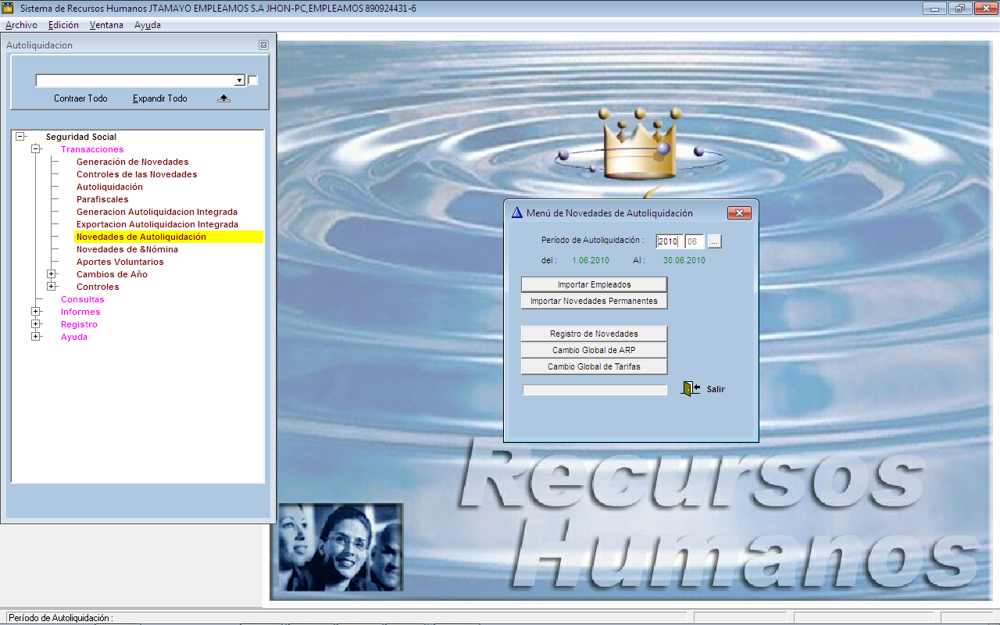 Sistema de Recursos Humanos JTAMAYO EMPLEAMOS S.A JHON-PC,EMPLEAMOS 890924431-6
Archivo Edición Ventana Ayuda
Autoliquidacion
Contraer Todo Expandir Todo
Seguridad Social
Transacciones
Generación de Novedades
Controles de las Novedades
Autoliquidación
Parafiscales
Generacion Autoliquidacion Integrada
Exportacion Autoliquidacion Integrada
Novedades de Autoliquidación
Novedades de &Nómina
Aportes Voluntarios
Cambios de Año
Controles
Consultas
Informes
Registro
Ayuda
Menú de Novedades de Autoliquidación
Período de Autoliquidación : 2010 06 ...
del : 1.06.2010 Al : 30.06.2010
Importar Empleados
Importar Novedades Permanentes
Registro de Novedades
Cambio Global de ARP
Cambio Global de Tarifas
Salir
Recursos
Humanos
Período de Autoliquidación :